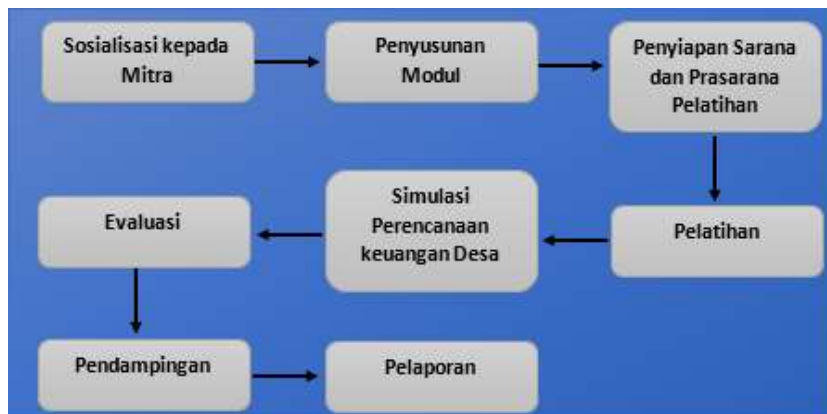 Sosialisasi kepada
Mitra
Penyusunan
Modul
Penyiapan Sarana
dan Prasarana
Pelatihan
Pelatihan
Simulasi
Perencanaan
keuangan Desa
Evaluasi
Pendampingan
Pelaporan